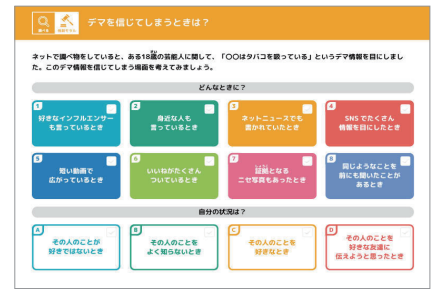 デマを信じてしまうときは？
ネットで調べ物をしていると、ある18歳の芸能人に関して、「〇〇はタバコを吸っている」というデマ情報を目にしまし
た。このデマ情報を信じてしまう場面を考えてみましょう。
どんなときに？
1
好きなインフルエンサー
も言っているとき
2
身近な人も
言っているとき
3
ネットニュースでも
書かれていたとき
4
SNSでたくさん
情報を目にしたとき
5
短い動画で
広がっているとき
6
いいねがたくさん
ついているとき
7
証拠となる
ニセ写真もあったとき
8
同じようなことを
前にも聞いたことが
あるとき
自分の状況は？
A
その人のことが
好きではないとき
B
その人のことを
よく知らないとき
C
その人のことを
好きなとき
D
その人のことを
好きな友達に
伝えようと思ったとき